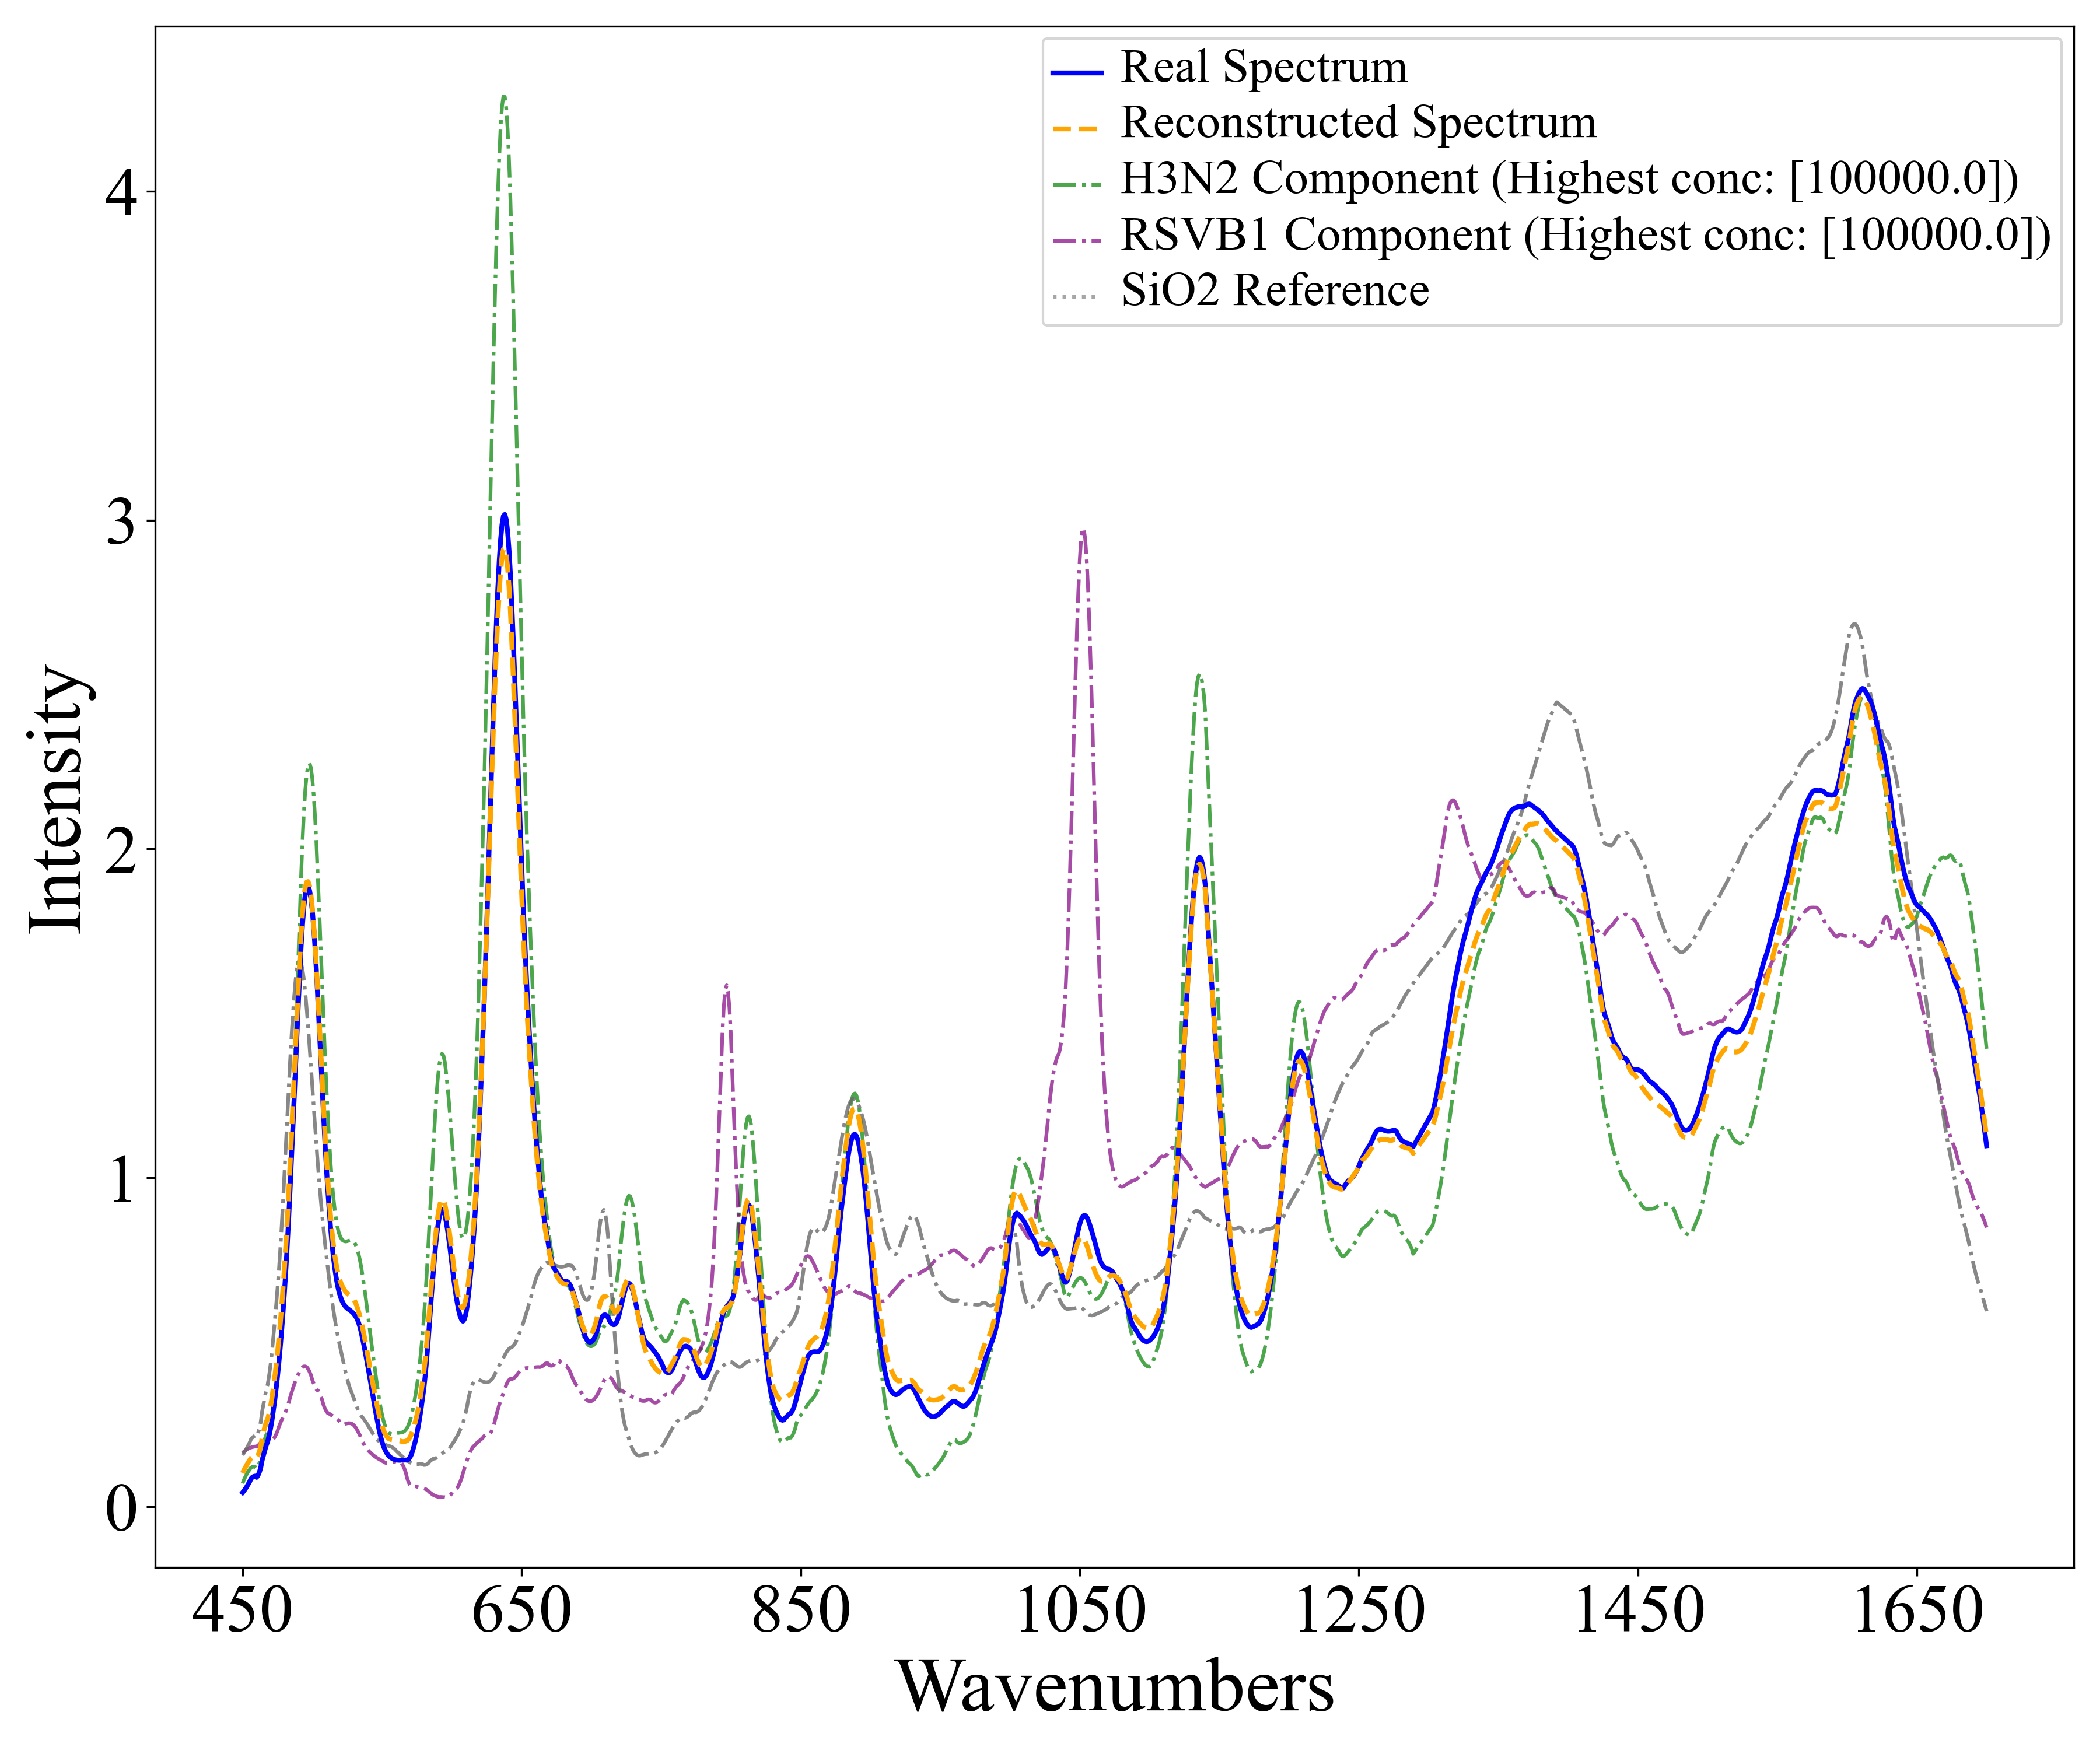 Real Spectrum
Reconstructed Spectrum
H3N2 Component (Highest conc: [100000.0])
RSVB1 Component (Highest conc: [100000.0])
SiO2 Reference
Intensity
4
3
2
1
0
450 650 850 1050 1250 1450 1650
Wavenumbers